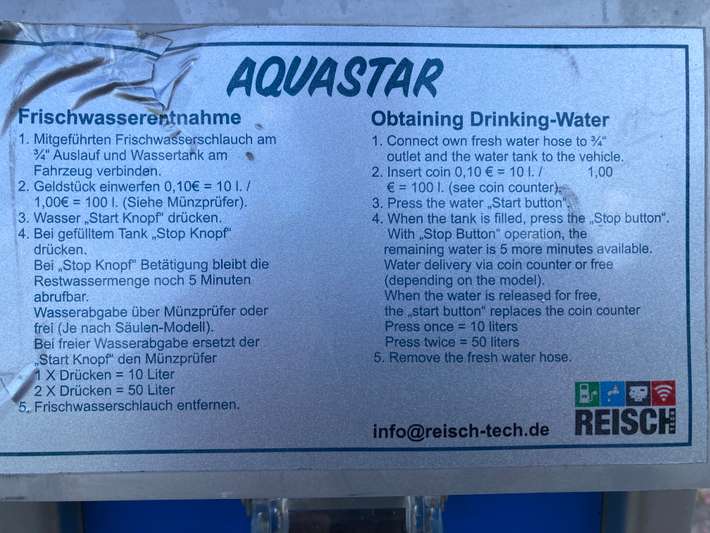 AQUASTAR
Frischwasserentnahme
1. Mitgeführten Frischwasserschlauch am
¾“ Auslauf und Wassertank am
Fahrzeug verbinden.
2. Geldstück einwerfen 0,10€ = 10 l. /
1,00€ = 100 l. (Siehe Münzprüfer).
3. Wasser „Start Knopf“ drücken.
4. Bei gefülltem Tank „Stop Knopf“
drücken.
Bei „Stop Knopf“ Betätigung bleibt die
Restwassermenge noch 5 Minuten
abrufbar.
Wasserabgabe über Münzprüfer oder
frei (Je nach Säulen-Modell).
Bei freier Wasserabgabe ersetzt der
„Start Knopf“ den Münzprüfer
1 X Drücken = 10 Liter
2 X Drücken = 50 Liter
5. Frischwasserschlauch entfernen.
Obtaining Drinking-Water
1. Connect own fresh water hose to ¾“
outlet and the water tank to the vehicle.
2. Insert coin 0,10 € = 10 l. / 1,00
€ = 100 l. (see coin counter).
3. Press the water „Start button“.
4. When the tank is filled, press the „Stop button“.
With „Stop Button“ operation, the
remaining water is 5 more minutes available.
Water delivery via coin counter or free
(depending on the model).
When the water is released for free,
the „start button“ replaces the coin counter
Press once = 10 liters
Press twice = 50 liters
5. Remove the fresh water hose.
info@reisch-tech.de
REISCH